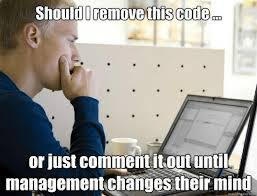 Should I remove this code ...
or just comment it out until
management changes their mind